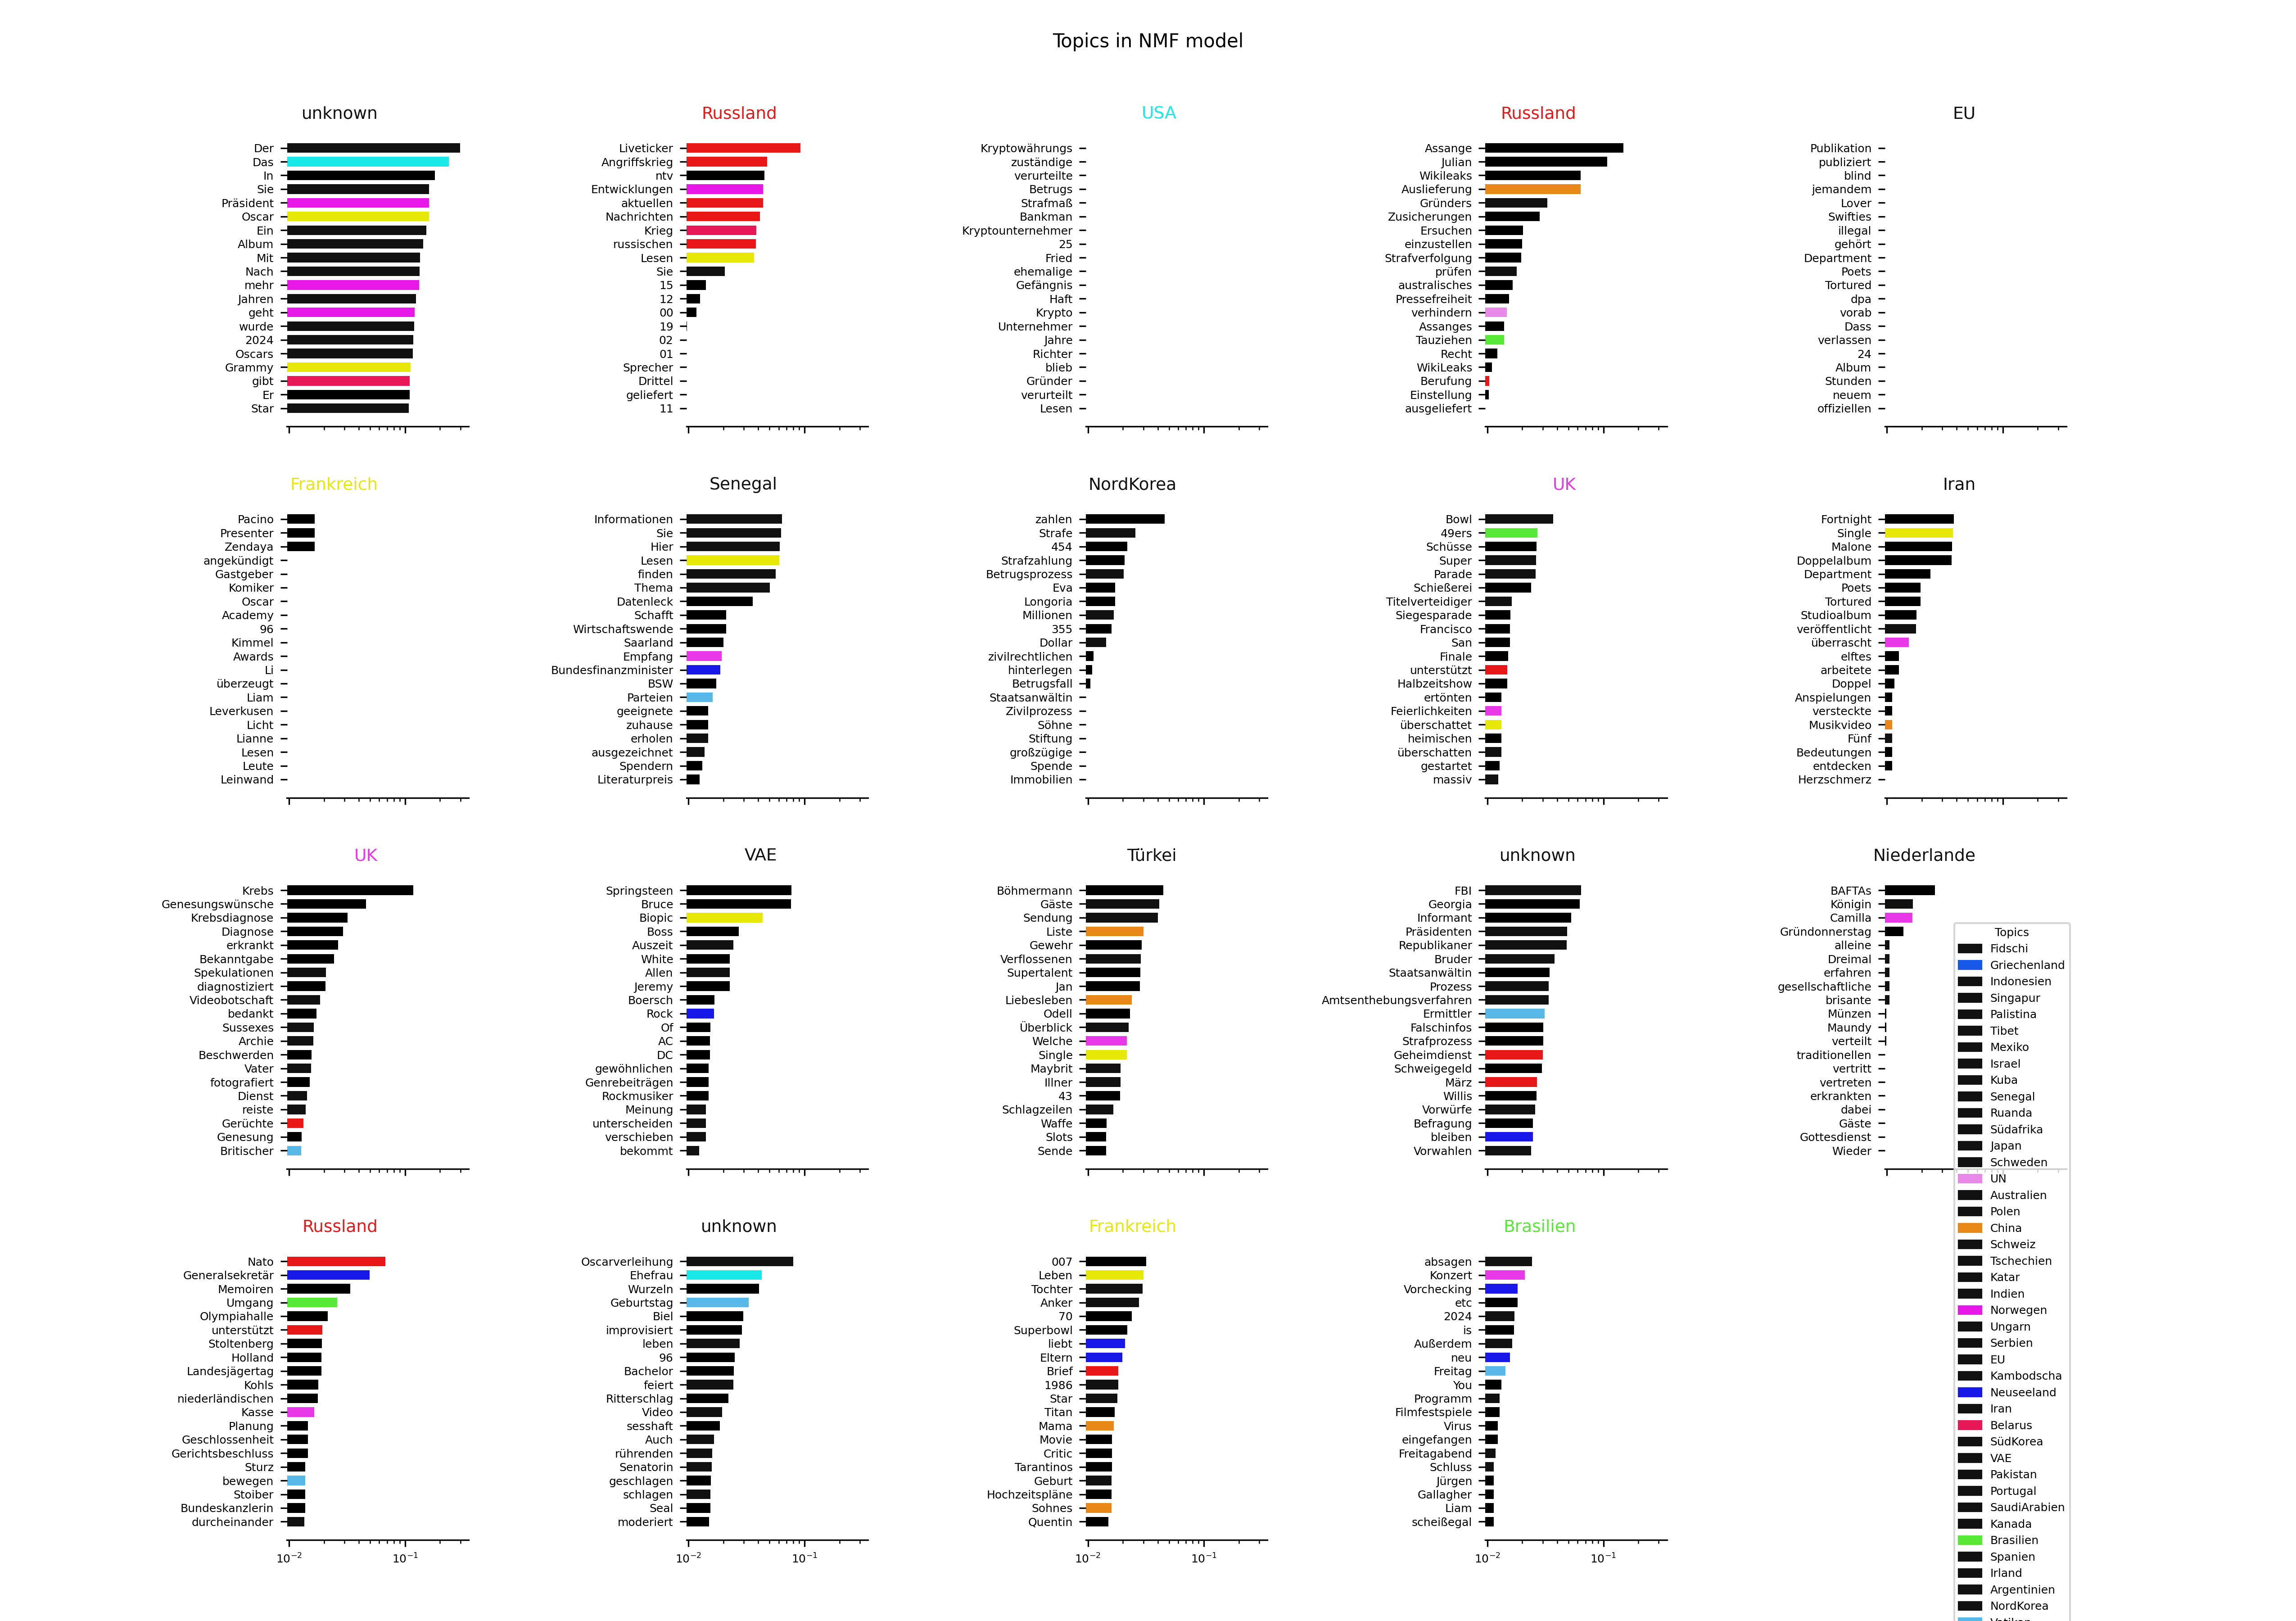 Topics in NMF model
unknown
Der
Das
In
Sie
Präsident
Oscar
Ein
Album
Mit
Nach
mehr
Jahren
geht
wurde
2024
Oscars
Grammy
gibt
Er
Star
Russland
Liveticker
Angriffskrieg
ntv
Entwicklungen
aktuellen
Nachrichten
Krieg
russischen
Lesen
Sie
15
12
00
19
02
01
Sprecher
Drittel
geliefert
11
USA
Kryptowährungs
zuständige
verurteilte
Betrugs
Strafmaß
Bankman
Kryptounternehmer
25
Fried
ehemalige
Gefängnis
Haft
Krypto
Unternehmer
Jahre
Richter
blieb
Gründer
verurteilt
Lesen
Russland
Assange
Julian
Wikileaks
Auslieferung
Gründers
Zusicherungen
Ersuchen
einzustellen
Strafverfolgung
prüfen
australisches
Pressefreiheit
verhindern
Assanges
Tauziehen
Recht
WikiLeaks
Berufung
Einstellung
ausgeliefert
EU
Publikation
publiziert
blind
jemandem
Lover
Swifties
illegal
gehört
Department
Poets
Tortured
dpa
vorab
Dass
verlassen
24
Album
Stunden
neuem
offiziellen
Frankreich
Pacino
Presenter
Zendaya
angekündigt
Gastgeber
Komiker
Oscar
Academy
96
Kimmel
Awards
Li
überzeugt
Liam
Leverkusen
Licht
Lianne
Lesen
Leute
Leinwand
Senegal
Informationen
Sie
Hier
Lesen
finden
Thema
Datenleck
Schafft
Wirtschaftswende
Saarland
Empfang
Bundesfinanzminister
BSW
Parteien
geeignete
zuhause
erholen
ausgezeichnet
Spendern
Literaturpreis
NordKorea
zahlen
Strafe
454
Strafzahlung
Betrugsprozess
Eva
Longoria
Millionen
355
Dollar
zivilrechtlichen
hinterlegen
Betrugsfall
Staatsanwältin
Zivilprozess
Söhne
Stiftung
großzügige
Spende
Immobilien
UK
Bowl
49ers
Schüsse
Super
Parade
Schießerei
Titelverteidiger
Siegesparade
Francisco
San
Finale
unterstützt
Halbzeitshow
ertönten
Feierlichkeiten
überschattet
heimischen
überschatten
gestartet
massiv
Iran
Fortnight
Single
Malone
Doppelalbum
Department
Poets
Tortured
Studioalbum
veröffentlicht
überrascht
elftes
arbeitete
Doppel
Anspielungen
versteckte
Musikvideo
Fünf
Bedeutungen
entdecken
Herzschmerz
UK
Krebs
Genesungswünsche
Krebsdiagnose
Diagnose
erkrankt
Bekanntgabe
Spekulationen
diagnostiziert
Videobotschaft
bedankt
Sussexes
Archie
Beschwerden
Vater
fotografiert
Dienst
reiste
Gerüchte
Genesung
Britischer
VAE
Springsteen
Bruce
Biopic
Boss
Auszeit
White
Allen
Jeremy
Boersch
Rock
Of
AC
DC
gewöhnlichen
Genrebeiträgen
Rockmusiker
Meinung
unterscheiden
verschieben
bekommt
Türkei
Böhmermann
Gäste
Sendung
Liste
Gewehr
Verflossenen
Supertalent
Jan
Liebesleben
Odell
Überblick
Welche
Single
Maybrit
Illner
43
Schlagzeilen
Waffe
Slots
Sende
unknown
FBI
Georgia
Informant
Präsidenten
Republikaner
Bruder
Staatsanwältin
Prozess
Amtsenthebungsverfahren
Ermittler
Falschinfos
Strafprozess
Geheimdienst
Schweigegeld
März
Willis
Vorwürfe
Befragung
bleiben
Vorwahlen
Niederlande
BAFTAs
Königin
Camilla
Gründonnerstag
alleine
Dreimal
erfahren
gesellschaftliche
brisante
Münzen
Maundy
verteilt
traditionellen
vertritt
vertreten
erkrankten
dabei
Gäste
Gottesdienst
Wieder
Russland
Nato
Generalsekretär
Memoiren
Umgang
Olympiahalle
unterstützt
Stoltenberg
Holland
Landesjägertag
Kohls
niederländischen
Kasse
Planung
Geschlossenheit
Gerichtsbeschluss
Sturz
bewegen
Stoiber
Bundeskanzlerin
durcheinander
10⁻² 10⁻¹
unknown
Oscarverleihung
Ehefrau
Wurzeln
Geburtstag
Biel
improvisiert
leben
96
Bachelor
feiert
Ritterschlag
Video
sesshaft
Auch
rührenden
Senatorin
geschlagen
schlagen
Seal
moderiert
10⁻² 10⁻¹
Frankreich
007
Leben
Tochter
Anker
70
Superbowl
liebt
Eltern
Brief
1986
Star
Titan
Mama
Movie
Critic
Tarantinos
Geburt
Hochzeitspläne
Sohnes
Quentin
10⁻² 10⁻¹
Brasilien
absagen
Konzert
Vorchecking
etc
2024
is
Außerdem
neu
Freitag
You
Programm
Filmfestspiele
Virus
eingefangen
Freitagabend
Schluss
Jürgen
Gallagher
Liam
scheißegal
10⁻² 10⁻¹
Topics
Fidschi
Griechenland
Indonesien
Singapur
Palistina
Tibet
Mexiko
Israel
Kuba
Senegal
Ruanda
Südafrika
Japan
Schweden
UN
Australien
Polen
China
Schweiz
Tschechien
Katar
Indien
Norwegen
Ungarn
Serbien
EU
Kambodscha
Neuseeland
Iran
Belarus
SüdKorea
VAE
Pakistan
Portugal
SaudiArabien
Kanada
Brasilien
Spanien
Irland
Argentinien
NordKorea